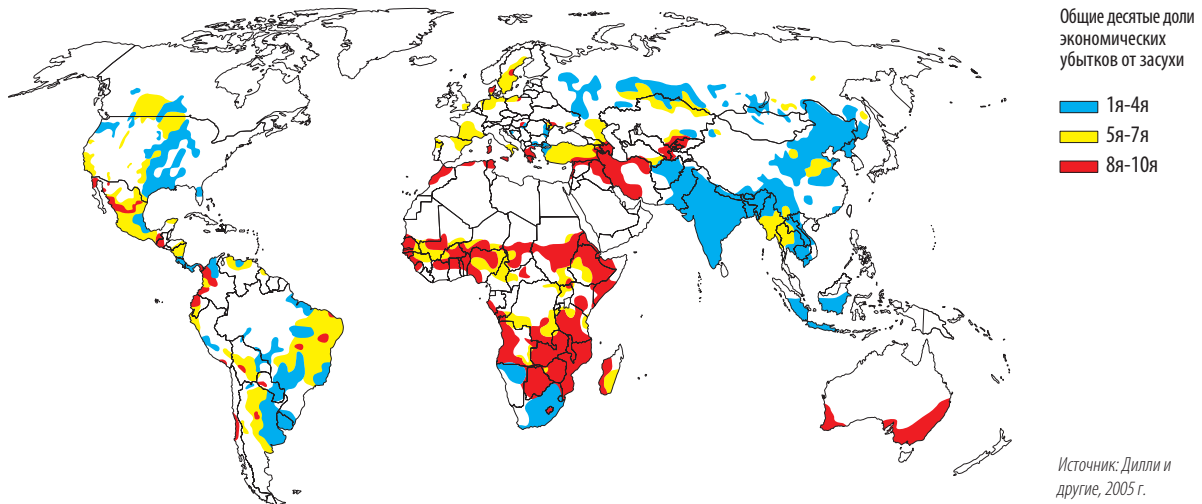 Общие десятые доли
экономических
убытков от засухи
1я-4я
5я-7я
8я-10я
Источник: Дилли и
другие, 2005 г.